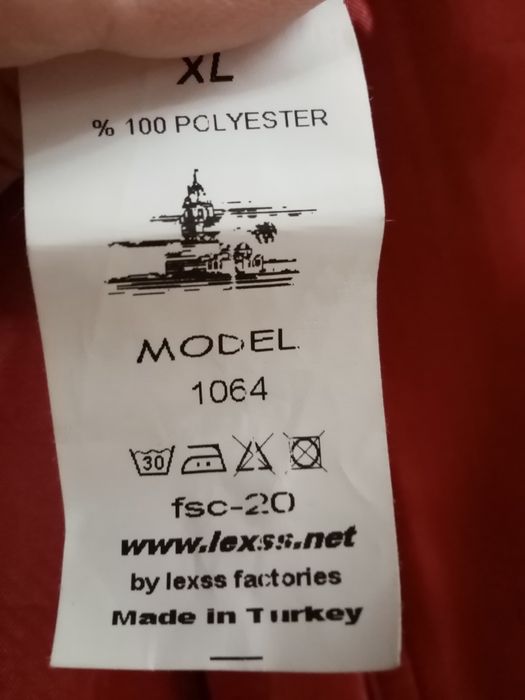 XL
% 100 POLYESTER
MODEL
1064
30
fsc-20
www.lexss.net
by lexss factories
Made in Turkey